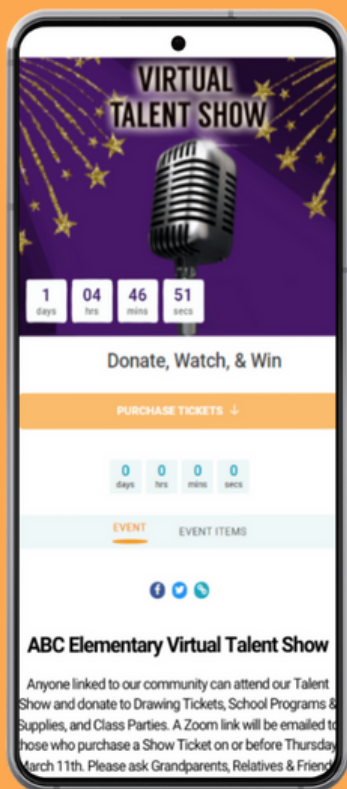 VIRTUAL
TALENT SHOW
1 04 46 51
days hrs mins secs
Donate, Watch, & Win
PURCHASE TICKETS ↓
0 0 0 0
days hrs mins secs
EVENT EVENT ITEMS
ABC Elementary Virtual Talent Show
Anyone linked to our community can attend our Talent
Show and donate to Drawing Tickets, School Programs &
Supplies, and Class Parties. A Zoom link will be emailed to
those who purchase a Show Ticket on or before Thursday
March 11th. Please ask Grandparents, Relatives & Friend